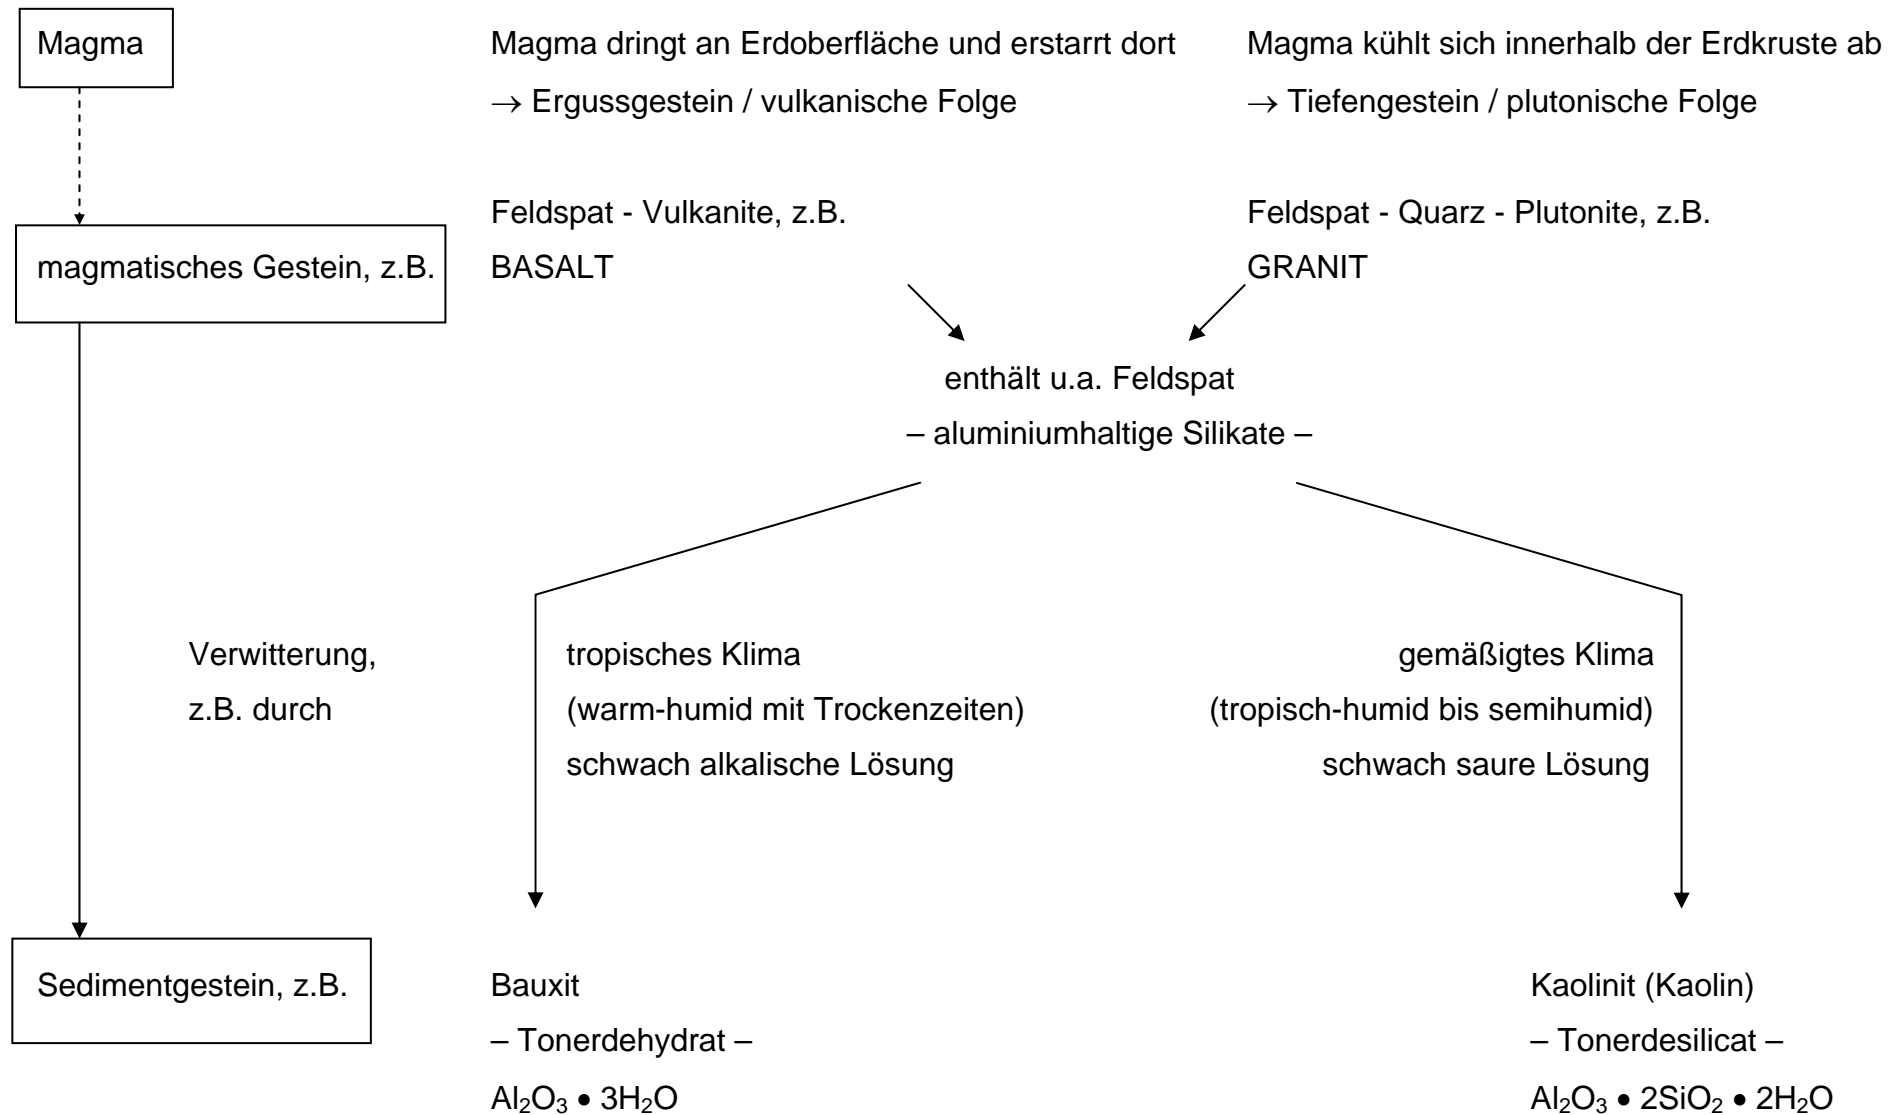 Magma
Magma dringt an Erdoberfläche und erstarrt dort
→ Ergussgestein / vulkanische Folge
Magma kühlt sich innerhalb der Erdkruste ab
→ Tiefengestein / plutonische Folge
magmatisches Gestein, z.B.
Feldspat - Vulkanite, z.B.
BASALT
Feldspat - Quarz - Plutonite, z.B.
GRANIT
enthält u.a. Feldspat
– aluminiumhaltige Silikate –
Verwitterung,
z.B. durch
tropisches Klima
(warm-humid mit Trockenzeiten)
schwach alkalische Lösung
gemäßigtes Klima
(tropisch-humid bis semihumid)
schwach saure Lösung
Sedimentgestein, z.B.
Bauxit
– Tonerdehydrat –
Al₂O₃ • 3H₂O
Kaolinit (Kaolin)
– Tonerdesilicat –
Al₂O₃ • 2SiO₂ • 2H₂O